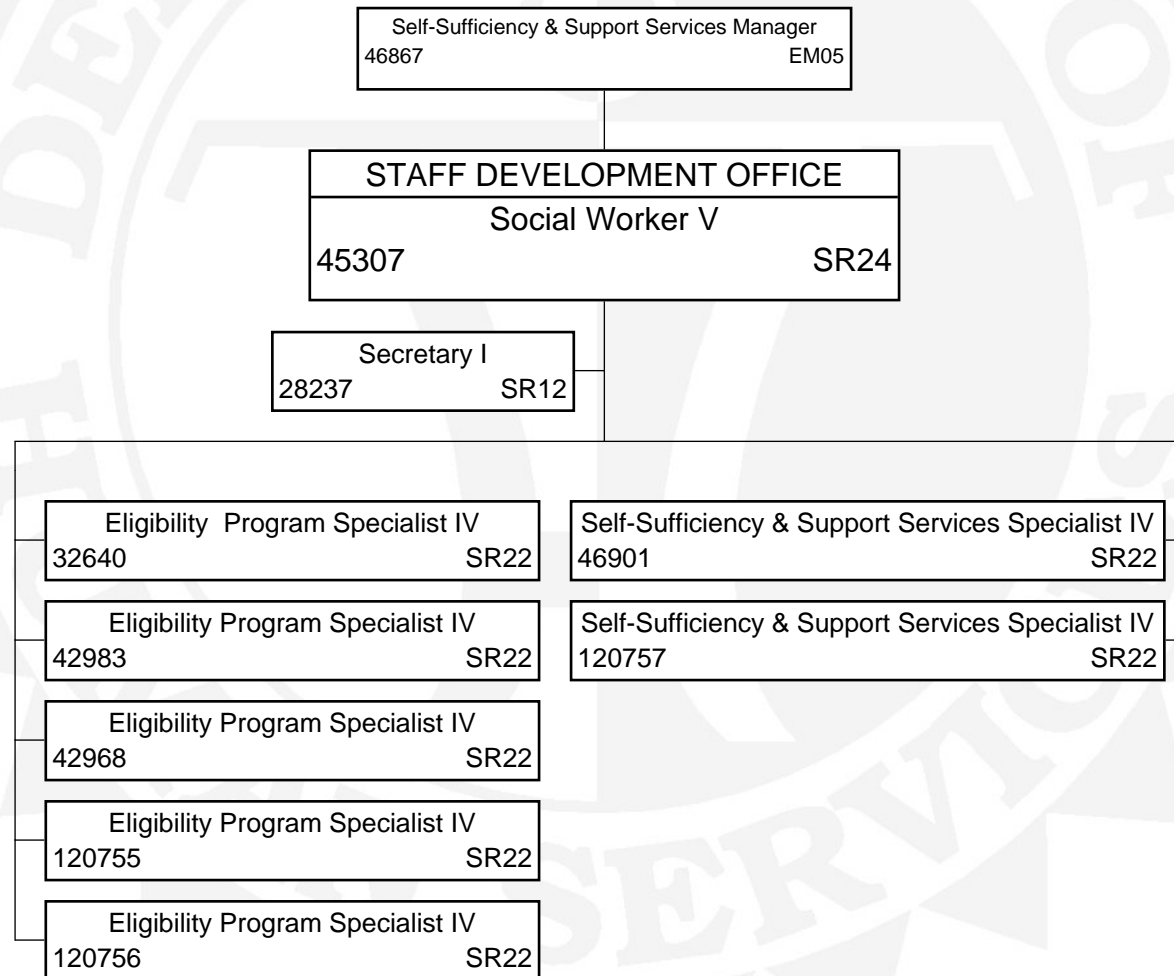 Self-Sufficiency & Support Services Manager
46867 EM05
STAFF DEVELOPMENT OFFICE
Social Worker V
45307 SR24
Secretary I
28237 SR12
Eligibility Program Specialist IV
32640 SR22
Eligibility Program Specialist IV
42983 SR22
Eligibility Program Specialist IV
42968 SR22
Eligibility Program Specialist IV
120755 SR22
Eligibility Program Specialist IV
120756 SR22
Self-Sufficiency & Support Services Specialist IV
46901 SR22
Self-Sufficiency & Support Services Specialist IV
120757 SR22